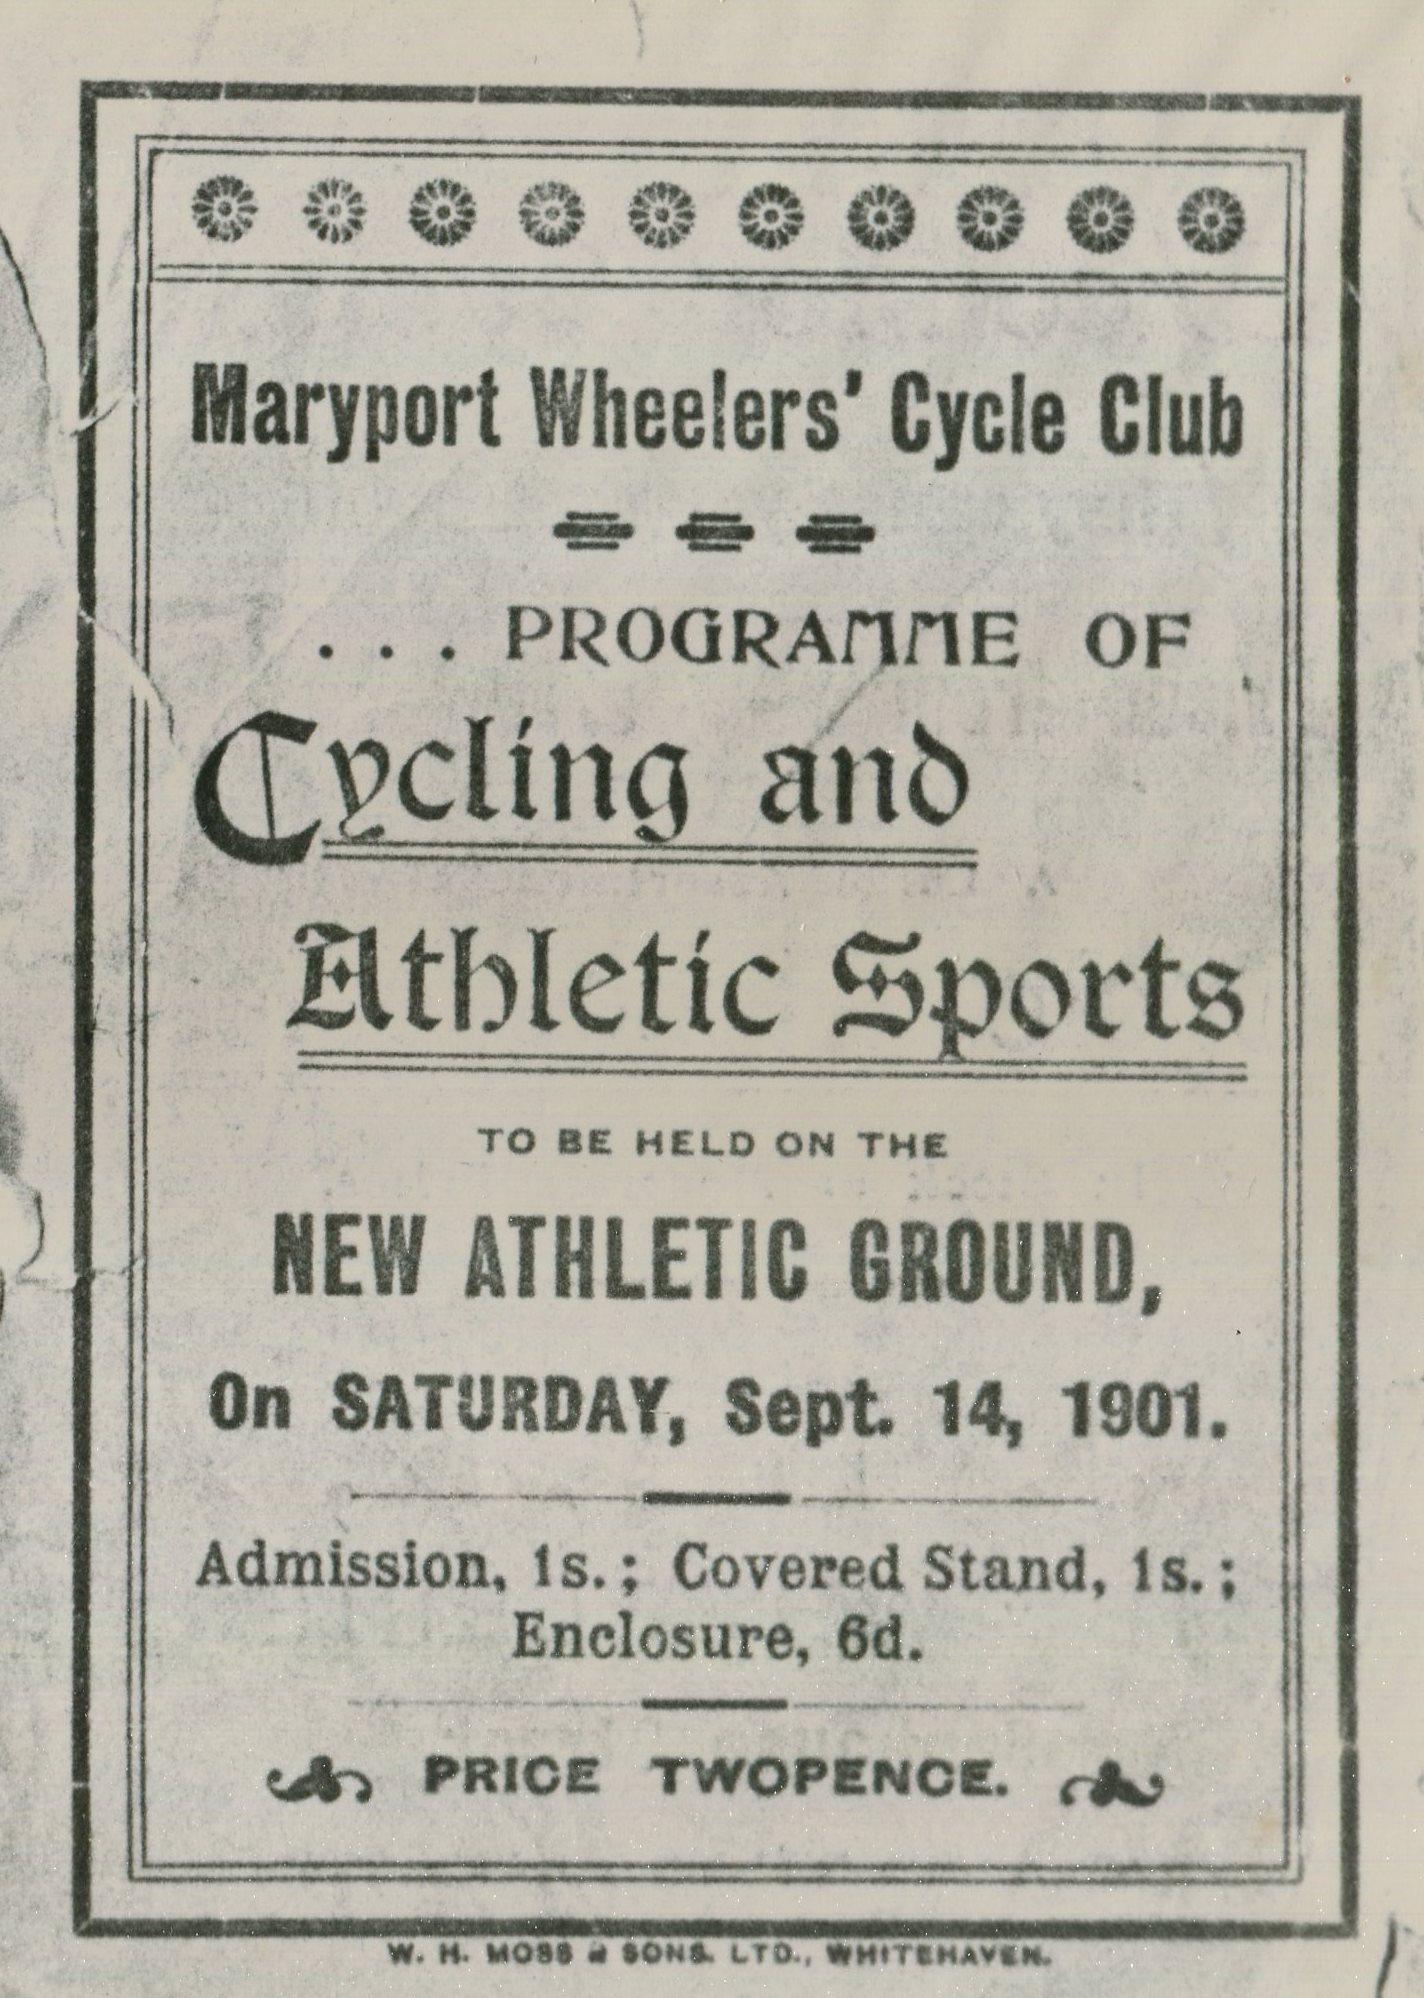 Maryport Wheelers' Cycle Club
. . . PROGRAMME OF
Cycling and
Athletic Sports
TO BE HELD ON THE
NEW ATHLETIC GROUND,
On SATURDAY, Sept. 14, 1901.
Admission, 1s. ; Covered Stand, 1s. ;
Enclosure, 6d.
PRICE TWOPENCE.
W. H. MOSS & SONS. LTD., WHITEHAVEN.